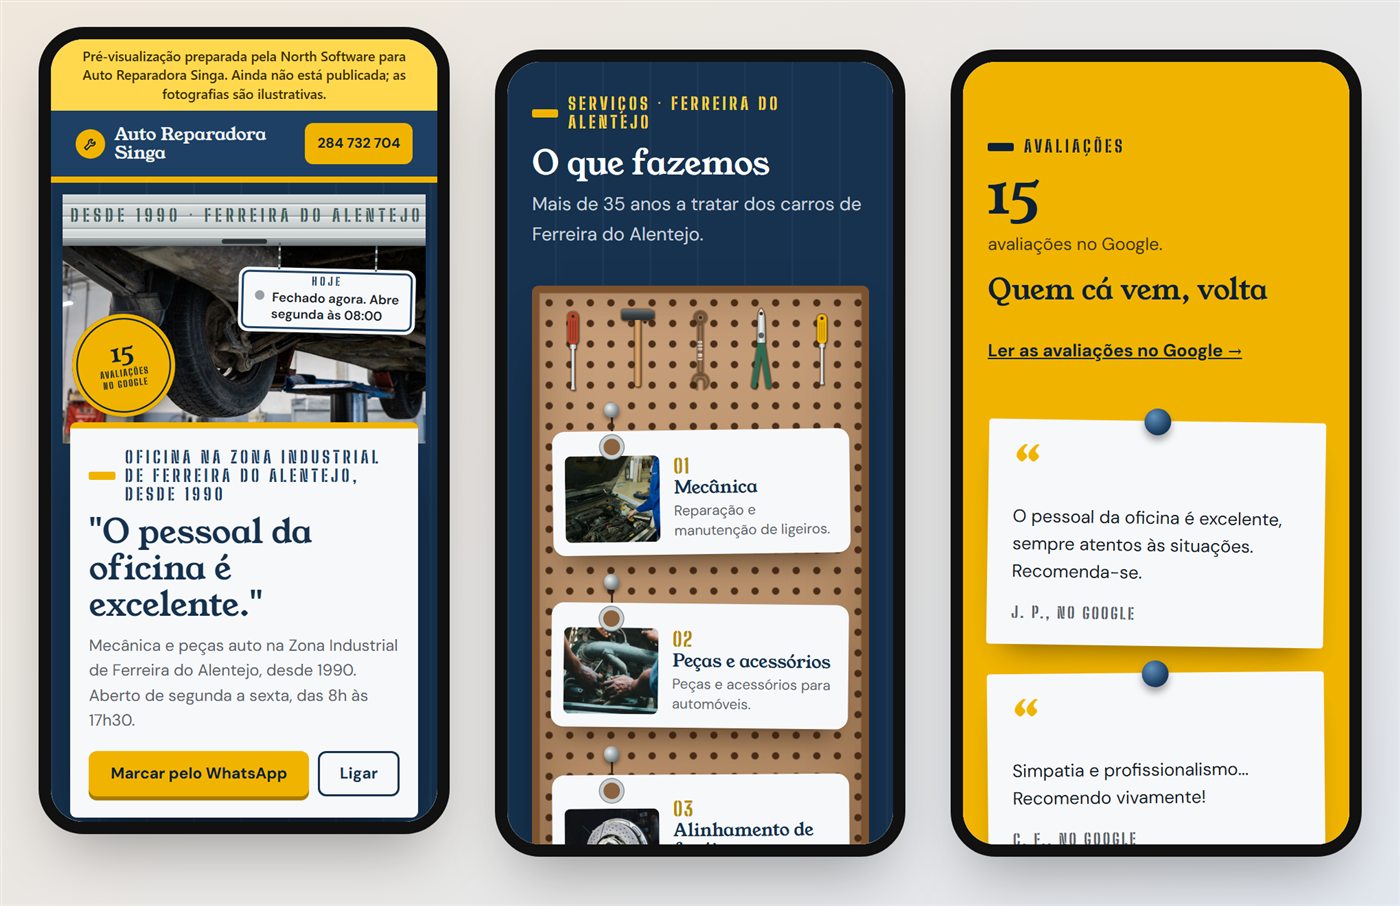 Pré-visualização preparada pela North Software para
Auto Reparadora Singa. Ainda não está publicada; as
fotografias são ilustrativas.
Auto Reparadora
Singa
284 732 704
DESDE 1990 · FERREIRA DO ALENTEJO
HOJE
Fechado agora. Abre
segunda às 08:00
15
AVALIAÇÕES
NO GOOGLE
OFICINA NA ZONA INDUSTRIAL
DE FERREIRA DO ALENTEJO,
DESDE 1990
"O pessoal da
oficina é
excelente."
Mecânica e peças auto na Zona Industrial
de Ferreira do Alentejo, desde 1990.
Aberto de segunda a sexta, das 8h às
17h30.
Marcar pelo WhatsApp
Ligar
SERVIÇOS · FERREIRA DO
ALENTEJO
O que fazemos
Mais de 35 anos a tratar dos carros de
Ferreira do Alentejo.
01
Mecânica
Reparação e
manutenção de ligeiros.
02
Peças e acessórios
Peças e acessórios para
automóveis.
03
Alinhamento de
AVALIAÇÕES
15
avaliações no Google.
Quem cá vem, volta
Ler as avaliações no Google →
“
O pessoal da oficina é excelente,
sempre atentos às situações.
Recomenda-se.
J. P., NO GOOGLE
“
Simpatia e profissionalismo...
Recomendo vivamente!
C. F., NO GOOGLE